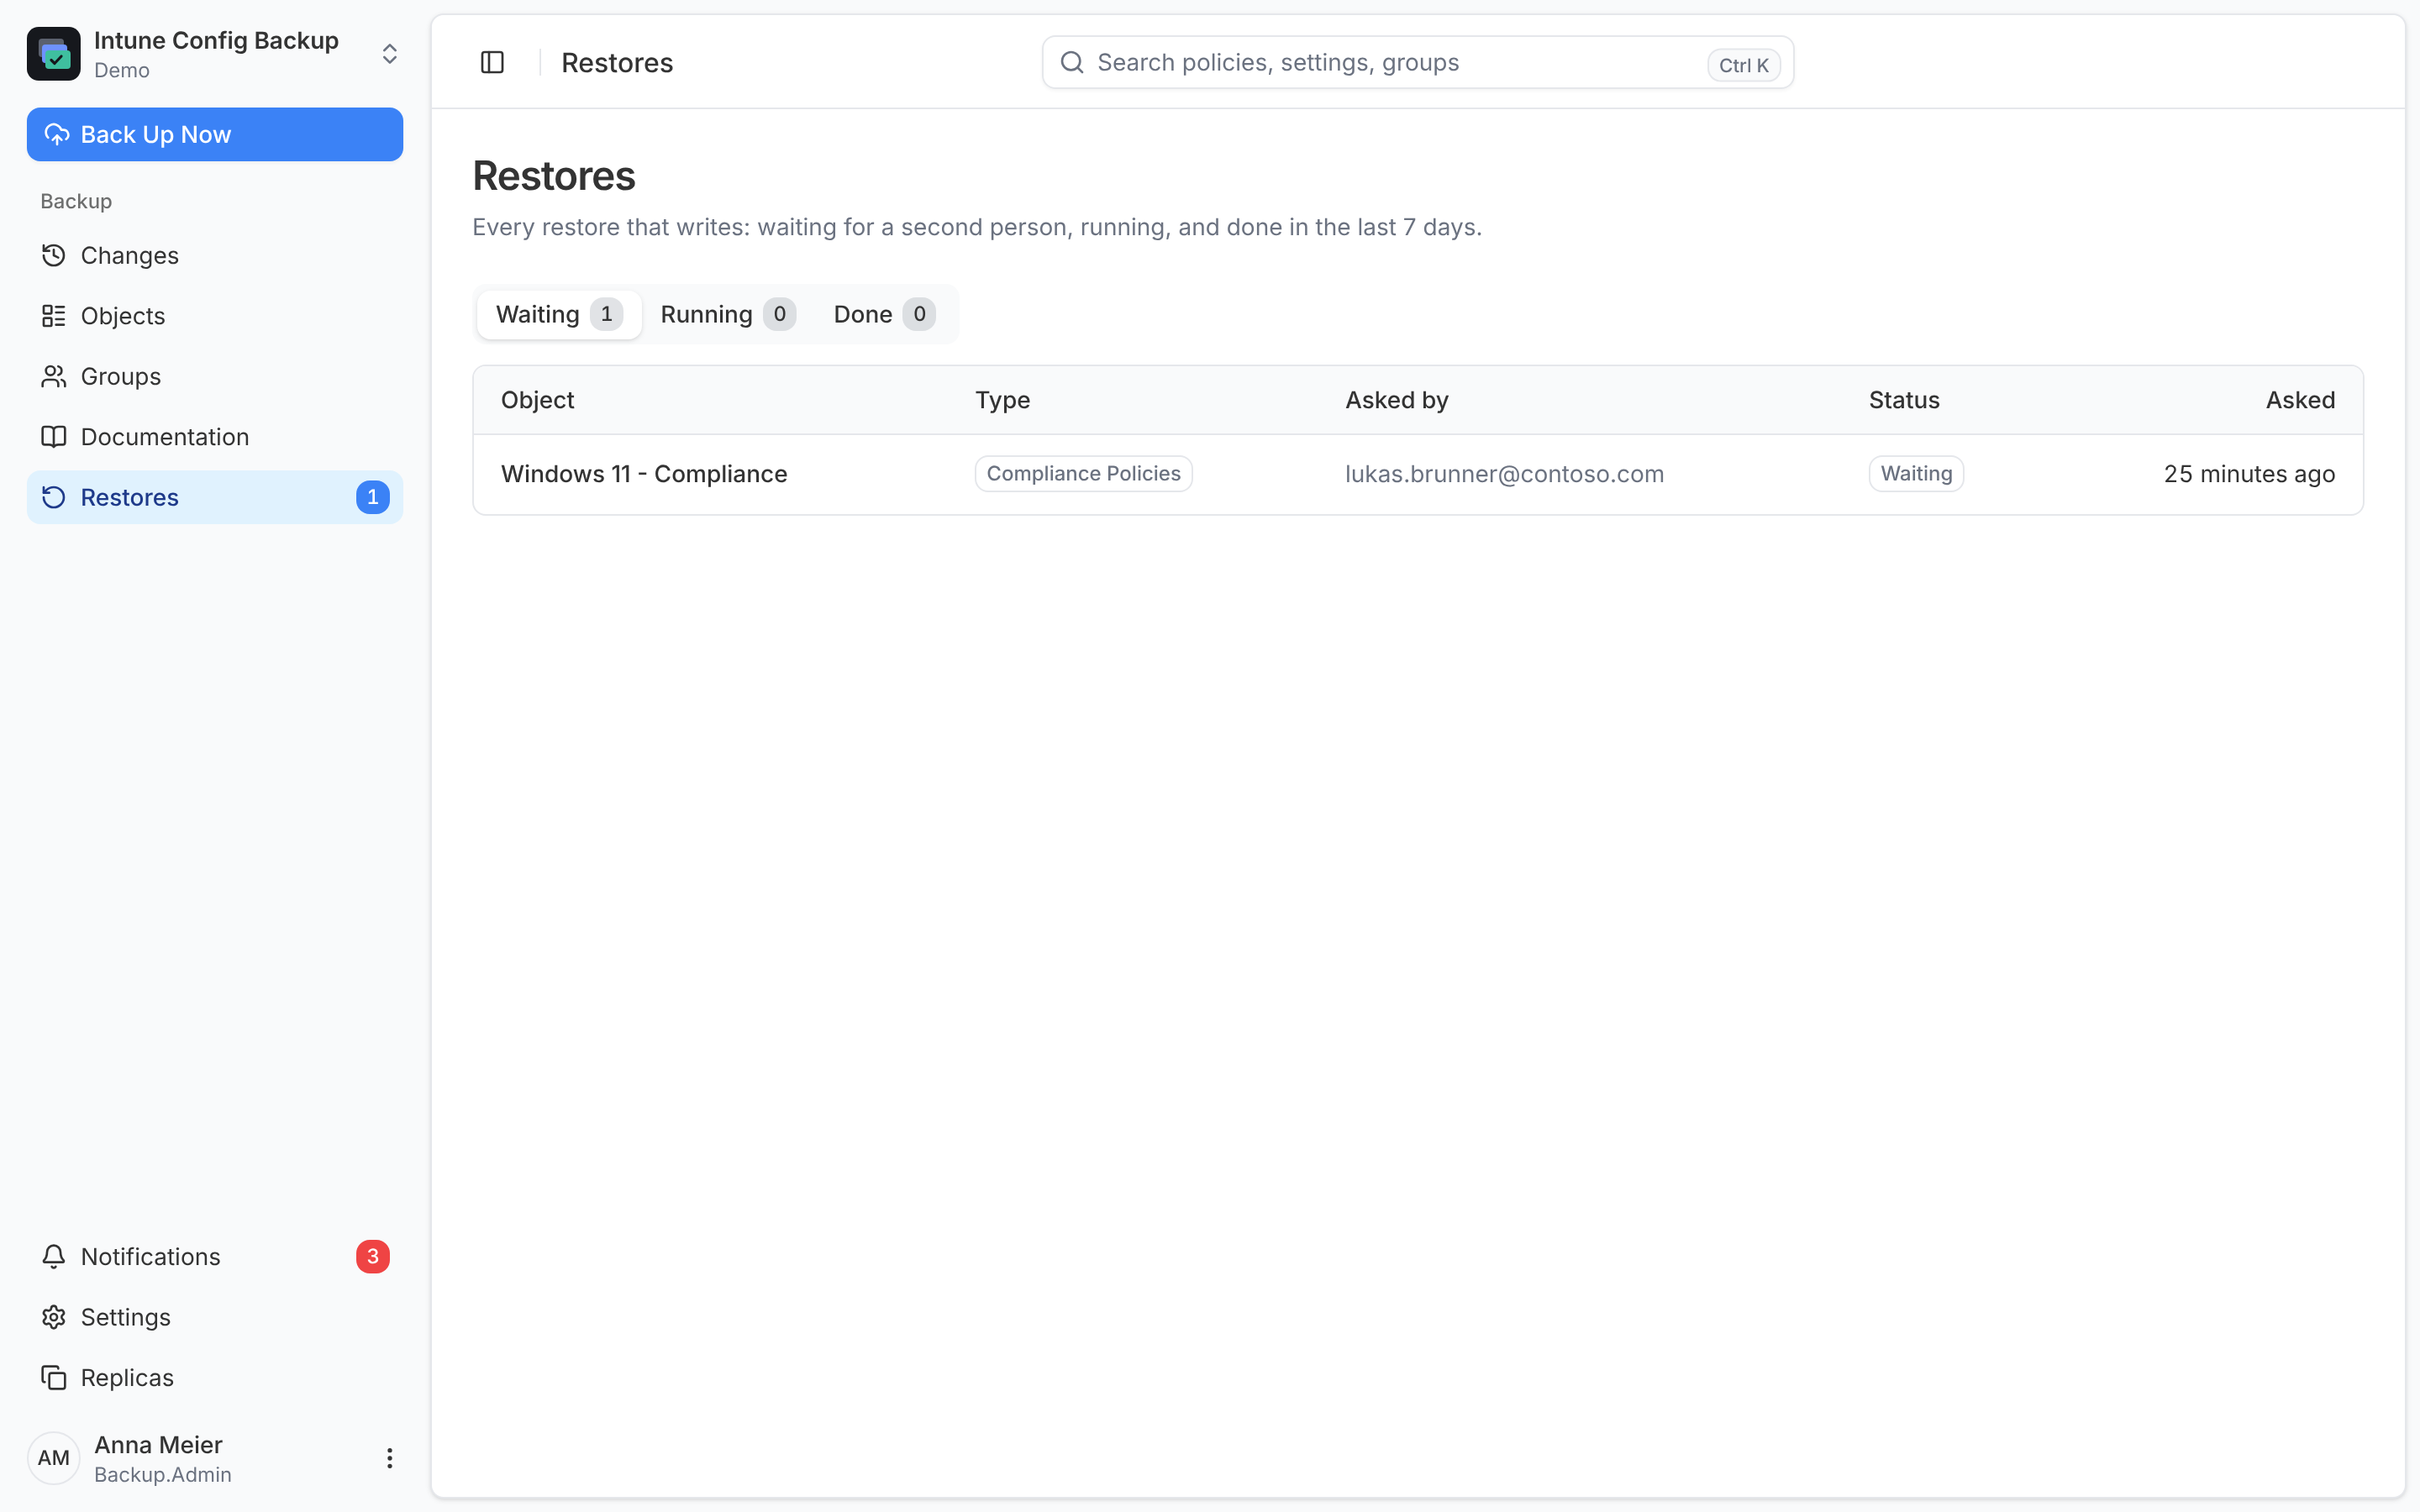 Intune Config Backup
Demo
Back Up Now
Backup
Changes
Objects
Groups
Documentation
Restores 1
Notifications 3
Settings
Replicas
AM
Anna Meier
Backup.Admin
Restores
Search policies, settings, groups Ctrl K
Restores
Every restore that writes: waiting for a second person, running, and done in the last 7 days.
Waiting 1 Running 0 Done 0
Object Type Asked by Status Asked
Windows 11 - Compliance Compliance Policies lukas.brunner@contoso.com Waiting 25 minutes ago